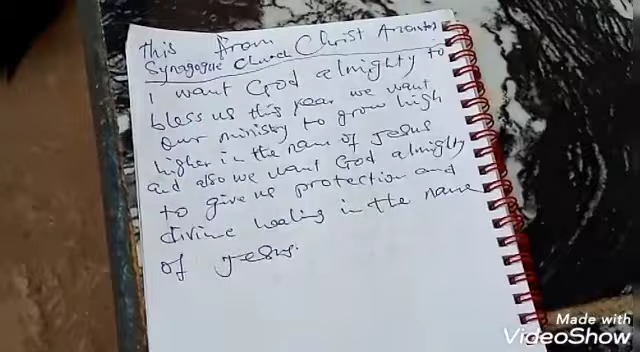 this from Christ Anointed
Synagogue Church
I want God almighty to
bless us this year we want
our ministry to grow high
higher in the name of Jesus
and also we want God almighty
to give us protection and
divine healing in the name
of Jesus.
Made with
VideoShow